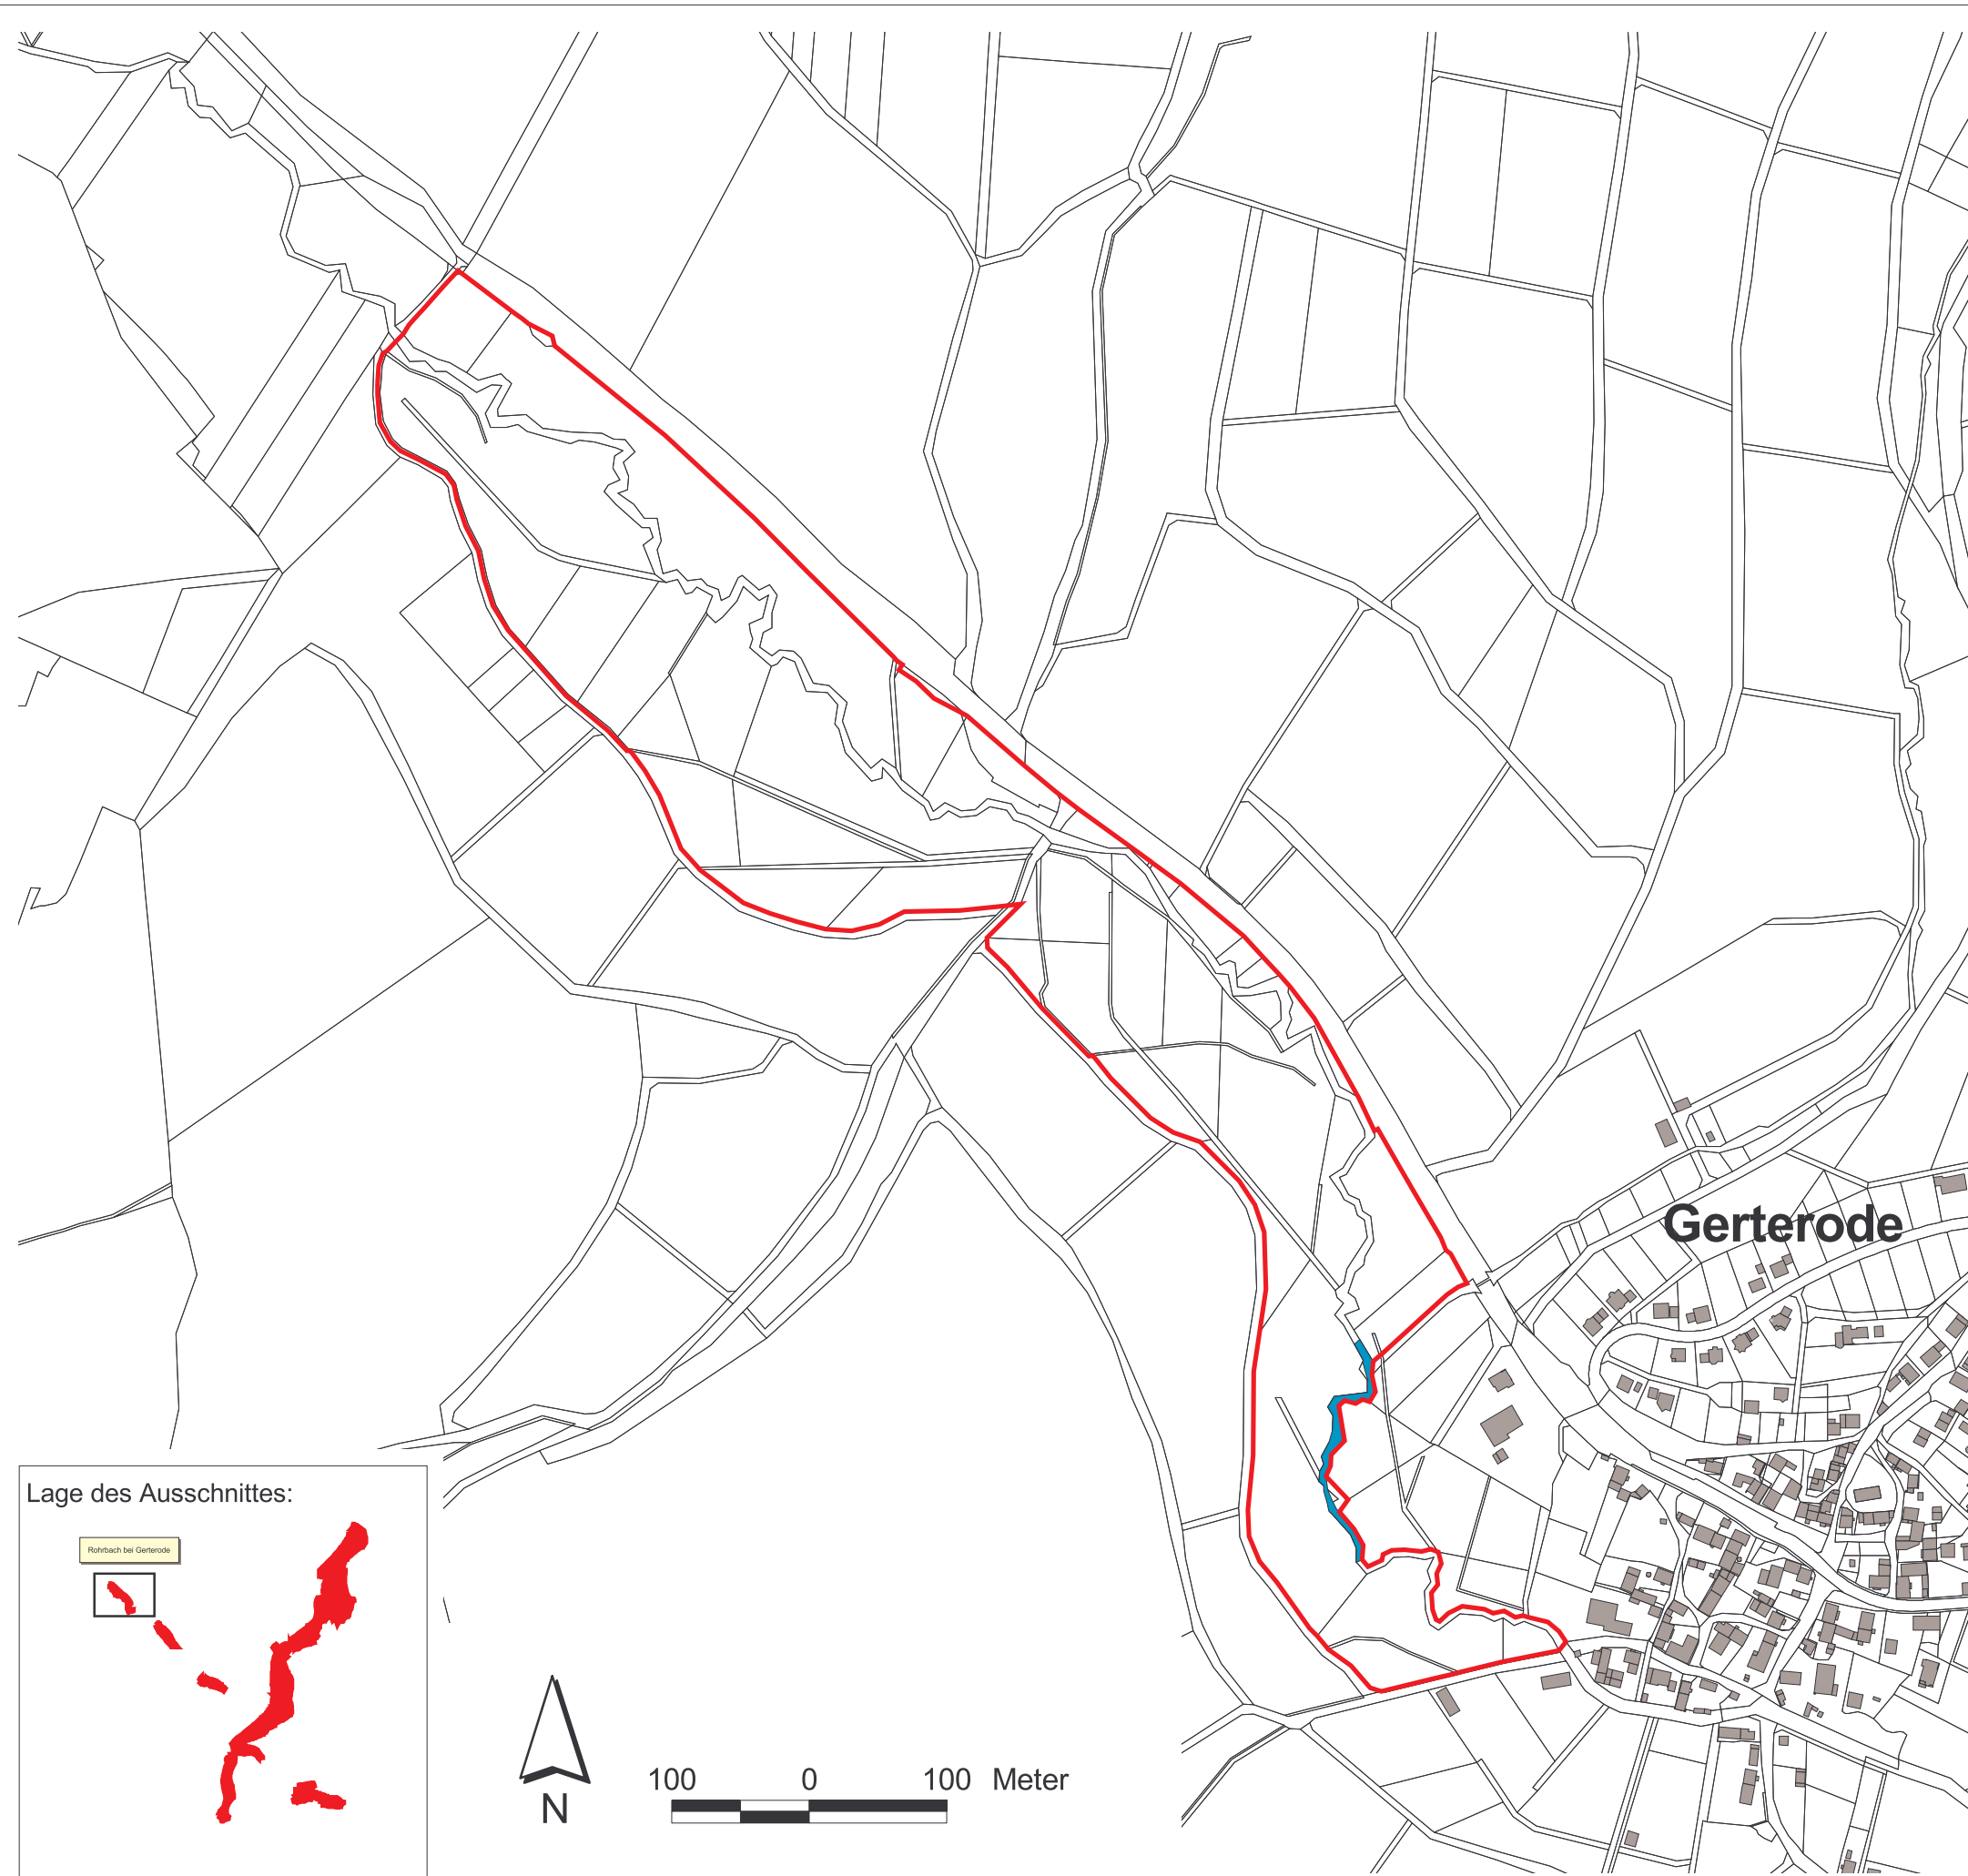 Gerterode
Lage des Ausschnittes:
Rohrbach bei Gerterode
100 0 100 Meter
N